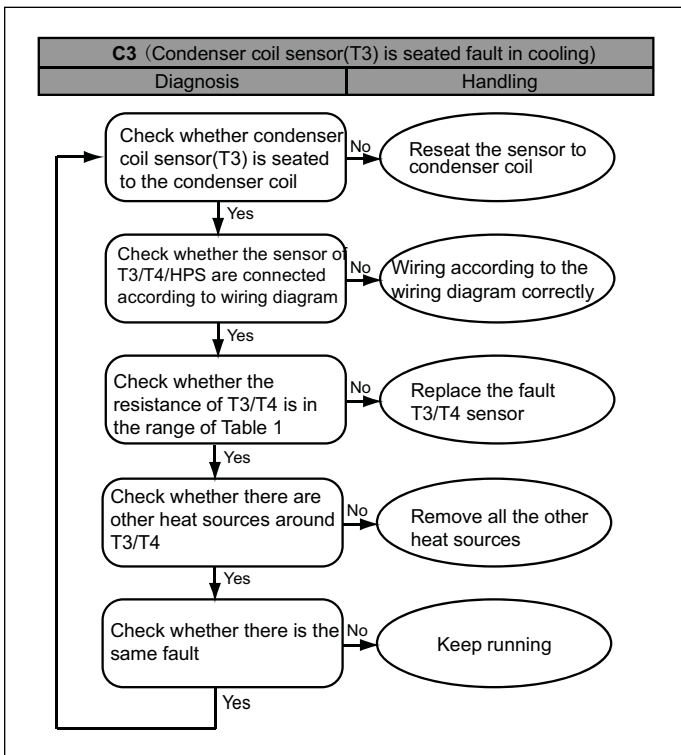 C3（Condenser coil sensor(T3) is seated fault in cooling)
Diagnosis
Handling
Check whether condenser
coil sensor(T3) is seated
to the condenser coil
No
Reseat the sensor to
condenser coil
Yes
Check whether the sensor of
T3/T4/HPS are connected
according to wiring diagram
No
Wiring according to the
wiring diagram correctly
Yes
Check whether the
resistance of T3/T4 is in
the range of Table 1
No
Replace the fault
T3/T4 sensor
Yes
Check whether there are
other heat sources around
T3/T4
No
Remove all the other
heat sources
Yes
Check whether there is the
same fault
No
Keep running
Yes